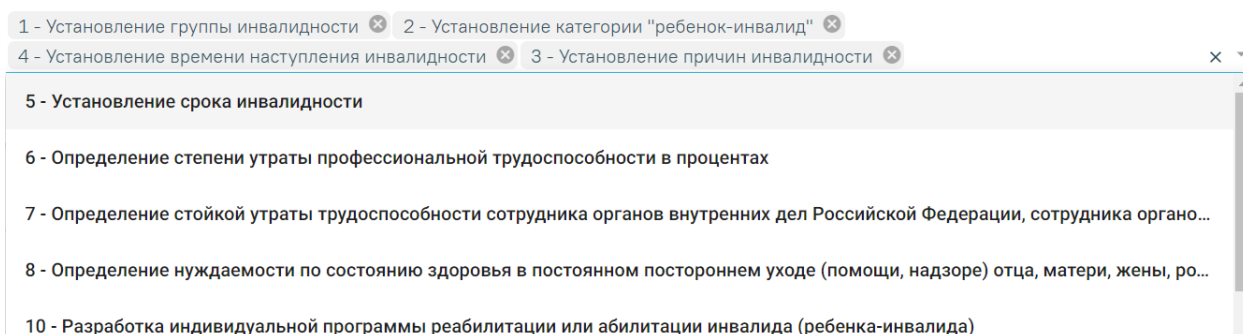 1 - Установление группы инвалидности 2 - Установление категории "ребенок-инвалид"
4 - Установление времени наступления инвалидности 3 - Установление причин инвалидности
5 - Установление срока инвалидности
6 - Определение степени утраты профессиональной трудоспособности в процентах
7 - Определение стойкой утраты трудоспособности сотрудника органов внутренних дел Российской Федерации, сотрудника органо...
8 - Определение нуждаемости по состоянию здоровья в постоянном постороннем уходе (помощи, надзоре) отца, матери, жены, ро...
10 - Разработка индивидуальной программы реабилитации или абилитации инвалида (ребенка-инвалида)